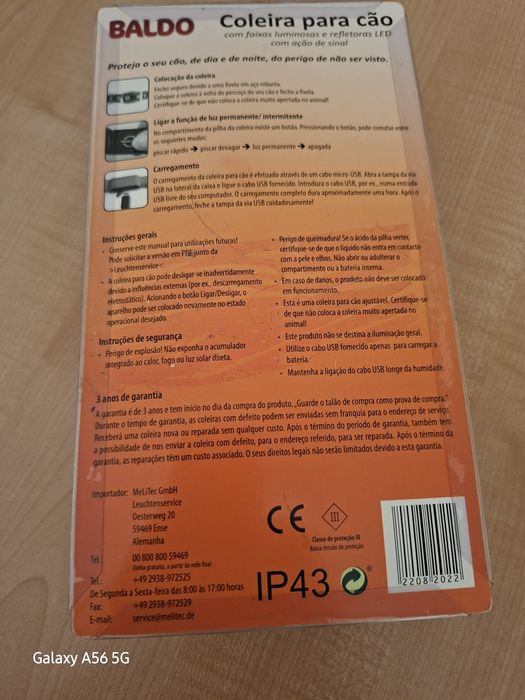 BALDO
Coleira para cão
com faixas luminosas e refletoras LED
com ação de sinal
Proteja o seu cão, de dia e de noite, do perigo de não ser visto.
Colocação da coleira
Fecho seguro devido a uma fivela em aço robusta.
Coloque a coleira à volta do pescoço do seu cão e feche a fivela.
Certifique-se de que não coloca a coleira muito apertada no animal!
Ligar a função de luz permanente/ intermitente
No compartimento da pilha da coleira existe um botão. Pressionando o botão, pode comutar entre
os seguintes modos:
piscar rápido → piscar devagar → luz permanente → apagada
Carregamento
O carregamento da coleira para cão é efetuado através de um cabo micro-USB. Abra a tampa da via
USB na lateral da caixa e ligue o cabo USB fornecido. Introduza o cabo USB, por ex., numa entrada
USB livre do seu computador. O carregamento completo dura aproximadamente uma hora. Após o
carregamento, feche a tampa da via USB cuidadosamente!
Instruções gerais
• Conserve este manual para utilizações futuras!
Pode solicitar a versão em PDF junto da
>Leuchtenservice<.
• A coleira para cão pode desligar-se inadvertidamente
devido a influências externas (por ex., descarregamento
eletrostático). Acionando o botão Ligar/Desligar, o
aparelho pode ser colocado novamente no estado
operacional desejado.
Instruções de segurança
• Perigo de explosão! Não exponha o acumulador
integrado ao calor, fogo ou luz solar direta.
• Perigo de queimadura! Se o ácido da pilha verter,
certifique-se de que o líquido não entra em contacto
com a pele e olhos. Não abrir ou adulterar o
compartimento ou a bateria interna.
• Em caso de danos, o produto não deve ser colocado
em funcionamento.
• Esta é uma coleira para cão ajustável. Certifique-se
de que não coloca a coleira muito apertada no
animal!
• Este produto não se destina a iluminação geral.
• Utilize o cabo USB fornecido apenas para carregar a
bateria.
• Mantenha a ligação do cabo USB longe da humidade.
3 anos de garantia
A garantia é de 3 anos e tem início no dia da compra do produto. „Guarde o talão de compra como prova de compra.“
Durante o tempo de garantia, as coleiras com defeito podem ser enviadas sem franquia para o endereço de serviço.
Receberá uma coleira nova ou reparada sem qualquer custo. Após o término do período de garantia, também tem
a possibilidade de nos enviar a coleira com defeito, para o endereço referido, para ser reparada. Após o término da
garantia, as reparações têm um custo associado. O seus direitos legais não serão limitados devido a esta garantia.
Importador: MeLiTec GmbH
Leuchtenservice
Oesterweg 20
59469 Ense
Alemanha
Tel.: 00 800 800 59469
(linha gratuita, a partir da rede fixa)
Tel.: +49 2938-972525
De Segunda a Sexta-feira das 8:00 às 17:00 horas
Fax: +49 2938-972529
E-mail: service@melitec.de
CE
III
Classe de proteção III
Baixa tensão de proteção
IP43
®
22082022
Galaxy A56 5G